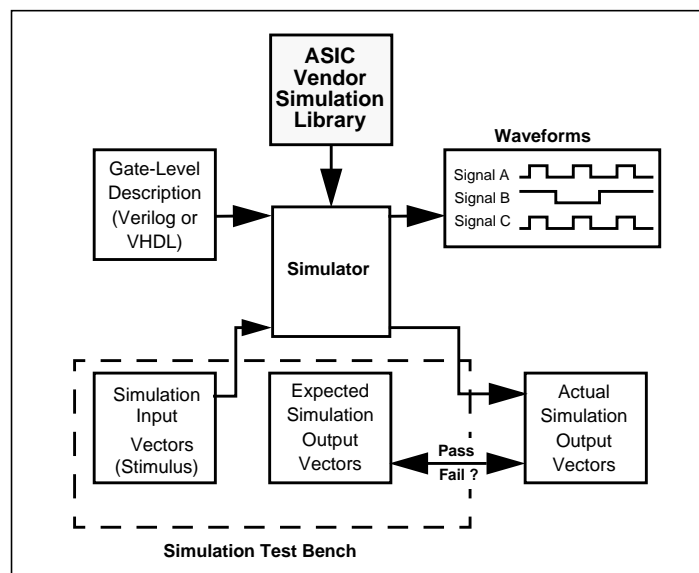 ASIC
Vendor
Simulation
Library
Waveforms
Signal A
Signal B
Signal C
Gate-Level
Description
(Verilog or
VHDL)
Simulator
Simulation
Input
Vectors
(Stimulus)
Expected
Simulation
Output
Vectors
Pass
Fail ?
Actual
Simulation
Output
Vectors
Simulation Test Bench